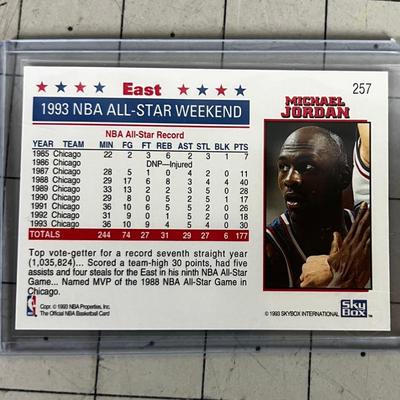 East
257
1993 NBA ALL-STAR WEEKEND
MICHAEL
JORDAN
NBA All-Star Record
YEAR TEAM MIN FG FT REB AST STL BLK PTS
1985 Chicago 22 2 3 6 2 3 1 7
1986 Chicago DNP—Injured
1987 Chicago 28 5 1 0 4 2 0 11
1988 Chicago 29 17 6 8 3 4 4 40
1989 Chicago 33 13 2 2 3 5 0 28
1990 Chicago 29 8 0 5 2 5 1 17
1991 Chicago 36 10 6 5 5 2 0 26
1992 Chicago 31 9 0 1 5 2 0 18
1993 Chicago 36 10 9 4 5 4 0 30
TOTALS 244 74 27 31 29 27 6 177
Top vote-getter for a record seventh straight year
(1,035,824)... Scored a team-high 30 points, had five
assists and four steals for the East in his ninth NBA All-Star
Game... Named MVP of the 1988 NBA All-Star Game in
Chicago.
Copr. © 1993 NBA Properties, Inc.
The Official NBA Basketball Card
© 1993 SKYBOX INTERNATIONAL
SkyBox